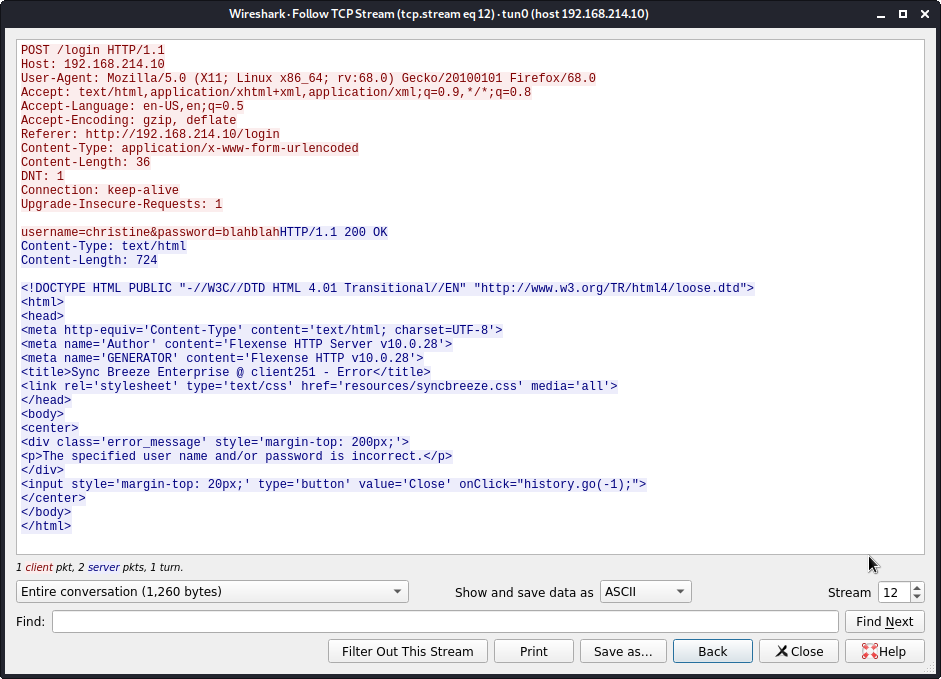 Wireshark · Follow TCP Stream (tcp.stream eq 12) · tun0 (host 192.168.214.10)
POST /login HTTP/1.1
Host: 192.168.214.10
User-Agent: Mozilla/5.0 (X11; Linux x86_64; rv:68.0) Gecko/20100101 Firefox/68.0
Accept: text/html,application/xhtml+xml,application/xml;q=0.9,*/*;q=0.8
Accept-Language: en-US,en;q=0.5
Accept-Encoding: gzip, deflate
Referer: http://192.168.214.10/login
Content-Type: application/x-www-form-urlencoded
Content-Length: 36
DNT: 1
Connection: keep-alive
Upgrade-Insecure-Requests: 1
username=christine&password=blahblahHTTP/1.1 200 OK
Content-Type: text/html
Content-Length: 724
<!DOCTYPE HTML PUBLIC "-//W3C//DTD HTML 4.01 Transitional//EN" "http://www.w3.org/TR/html4/loose.dtd">
<html>
<head>
<meta http-equiv='Content-Type' content='text/html; charset=UTF-8'>
<meta name='Author' content='Flexense HTTP Server v10.0.28'>
<meta name='GENERATOR' content='Flexense HTTP v10.0.28'>
<title>Sync Breeze Enterprise @ client251 - Error</title>
<link rel='stylesheet' type='text/css' href='resources/syncbreeze.css' media='all'>
</head>
<body>
<center>
<div class='error_message' style='margin-top: 200px;'>
<p>The specified user name and/or password is incorrect.</p>
</div>
<input style='margin-top: 20px;' type='button' value='Close' onClick="history.go(-1);">
</center>
</body>
</html>
1 client pkt, 2 server pkts, 1 turn.
Entire conversation (1,260 bytes) Show and save data as ASCII Stream 12
Find: Find Next
Filter Out This Stream Print Save as… Back Close Help